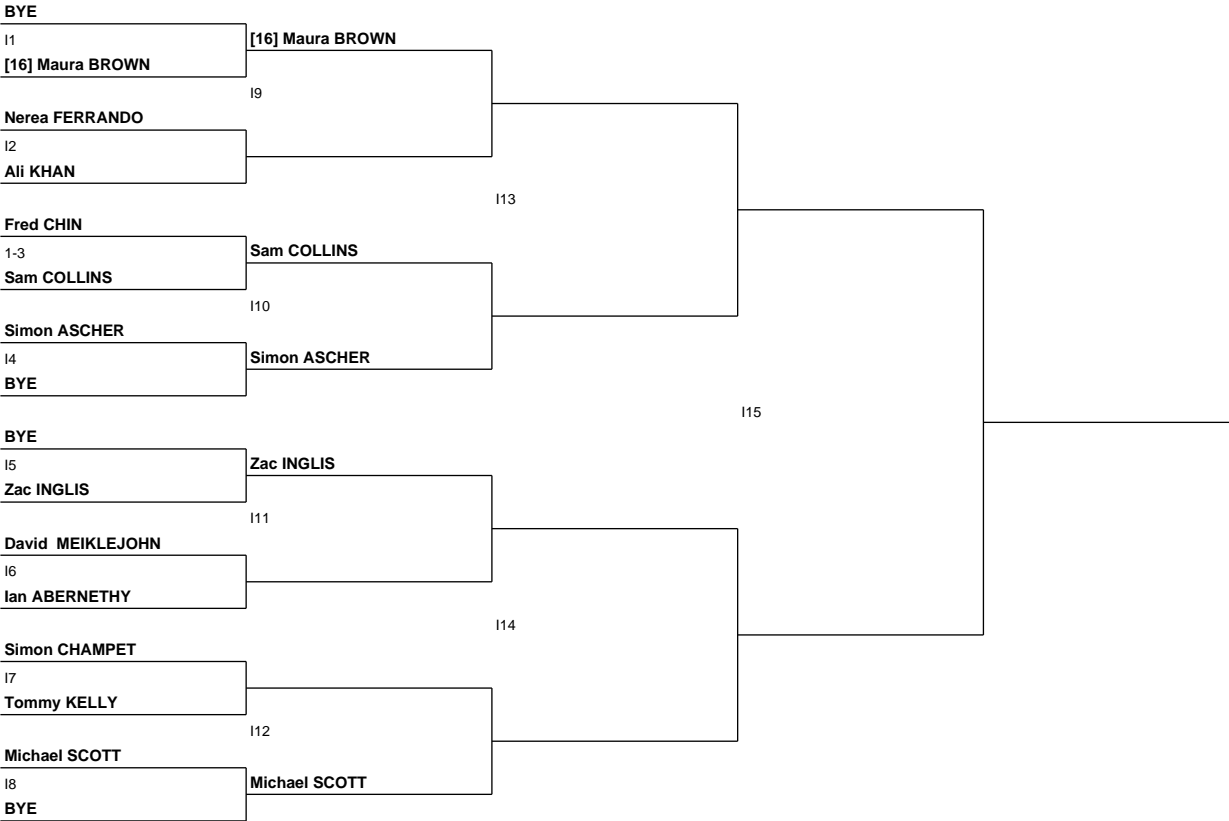 BYE
I1
[16] Maura BROWN
[16] Maura BROWN
I9
Nerea FERRANDO
I2
Ali KHAN
I13
Fred CHIN
1-3
Sam COLLINS
Sam COLLINS
I10
Simon ASCHER
I4
BYE
Simon ASCHER
I15
BYE
I5
Zac INGLIS
Zac INGLIS
I11
David  MEIKLEJOHN
I6
Ian ABERNETHY
I14
Simon CHAMPET
I7
Tommy KELLY
I12
Michael SCOTT
I8
BYE
Michael SCOTT